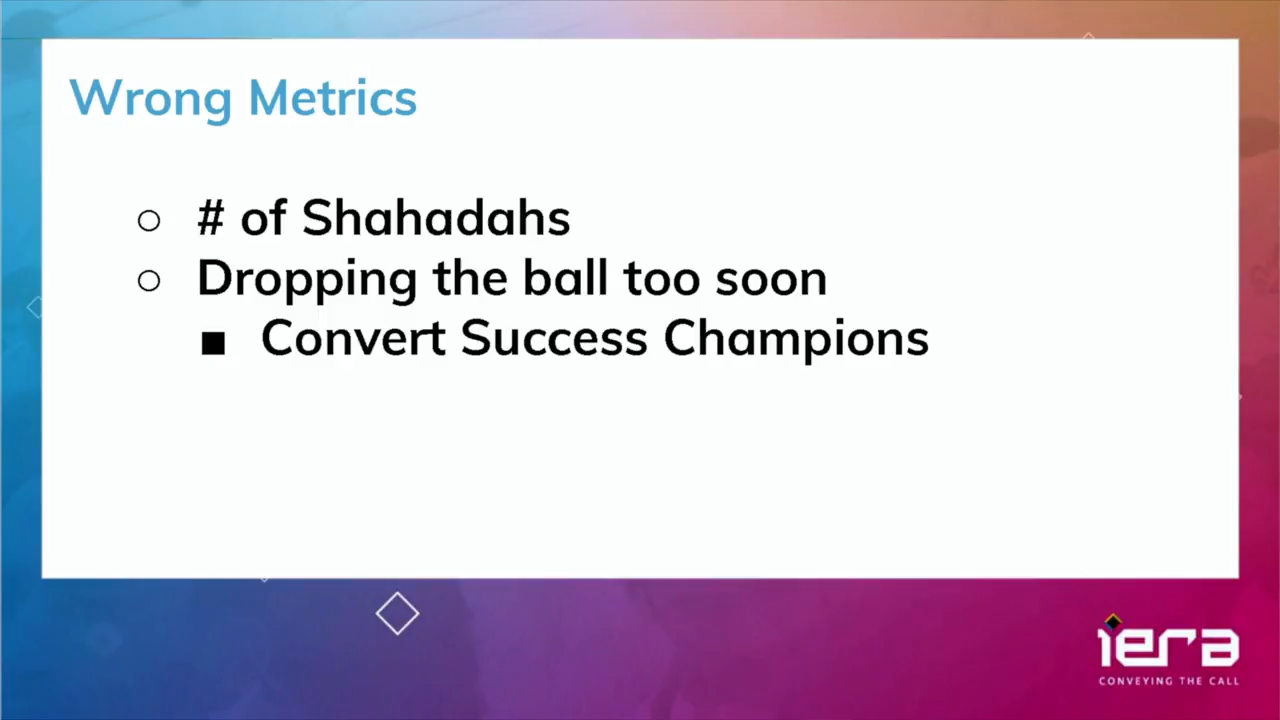 Wrong Metrics
○ # of Shahadahs
○ Dropping the ball too soon
■ Convert Success Champions
iera
CONVEYING THE CALL